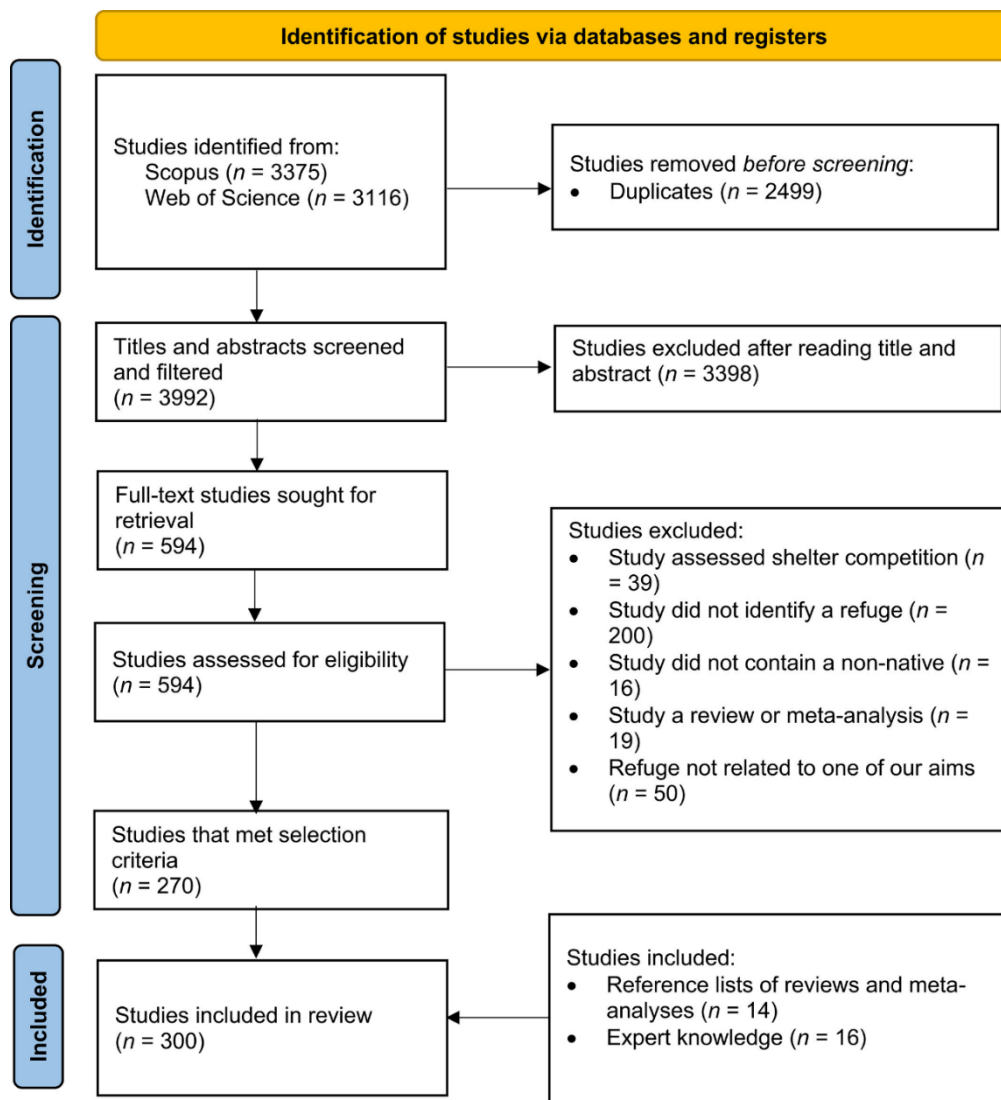 Identification of studies via databases and registers
Identification
Studies identified from:
Scopus (n = 3375)
Web of Science (n = 3116)
Studies removed before screening:
• Duplicates (n = 2499)
Screening
Titles and abstracts screened
and filtered
(n = 3992)
Studies excluded after reading title and
abstract (n = 3398)
Full-text studies sought for
retrieval
(n = 594)
Studies assessed for eligibility
(n = 594)
Studies excluded:
• Study assessed shelter competition (n
= 39)
• Study did not identify a refuge (n =
200)
• Study did not contain a non-native (n =
16)
• Study a review or meta-analysis (n =
19)
• Refuge not related to one of our aims
(n = 50)
Studies that met selection
criteria
(n = 270)
Included
Studies included in review
(n = 300)
Studies included:
• Reference lists of reviews and meta-
analyses (n = 14)
• Expert knowledge (n = 16)